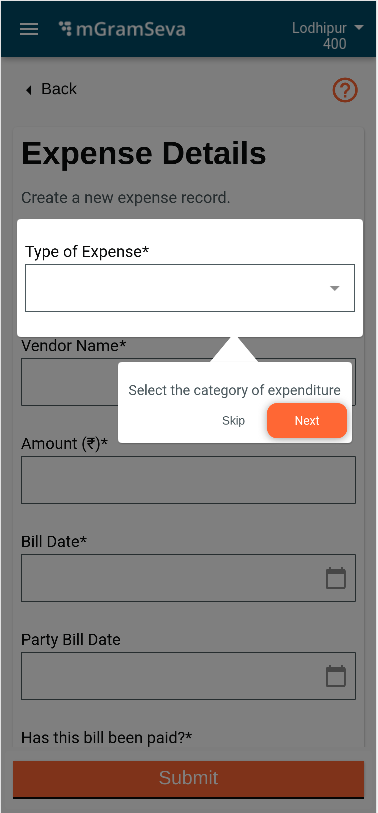 mGramSeva
Lodhipur
400
Back
?
Expense Details
Create a new expense record.
Type of Expense*
Vendor Name*
Select the category of expenditure
Skip
Next
Amount (₹)*
Bill Date*
Party Bill Date
Has this bill been paid?*
Submit